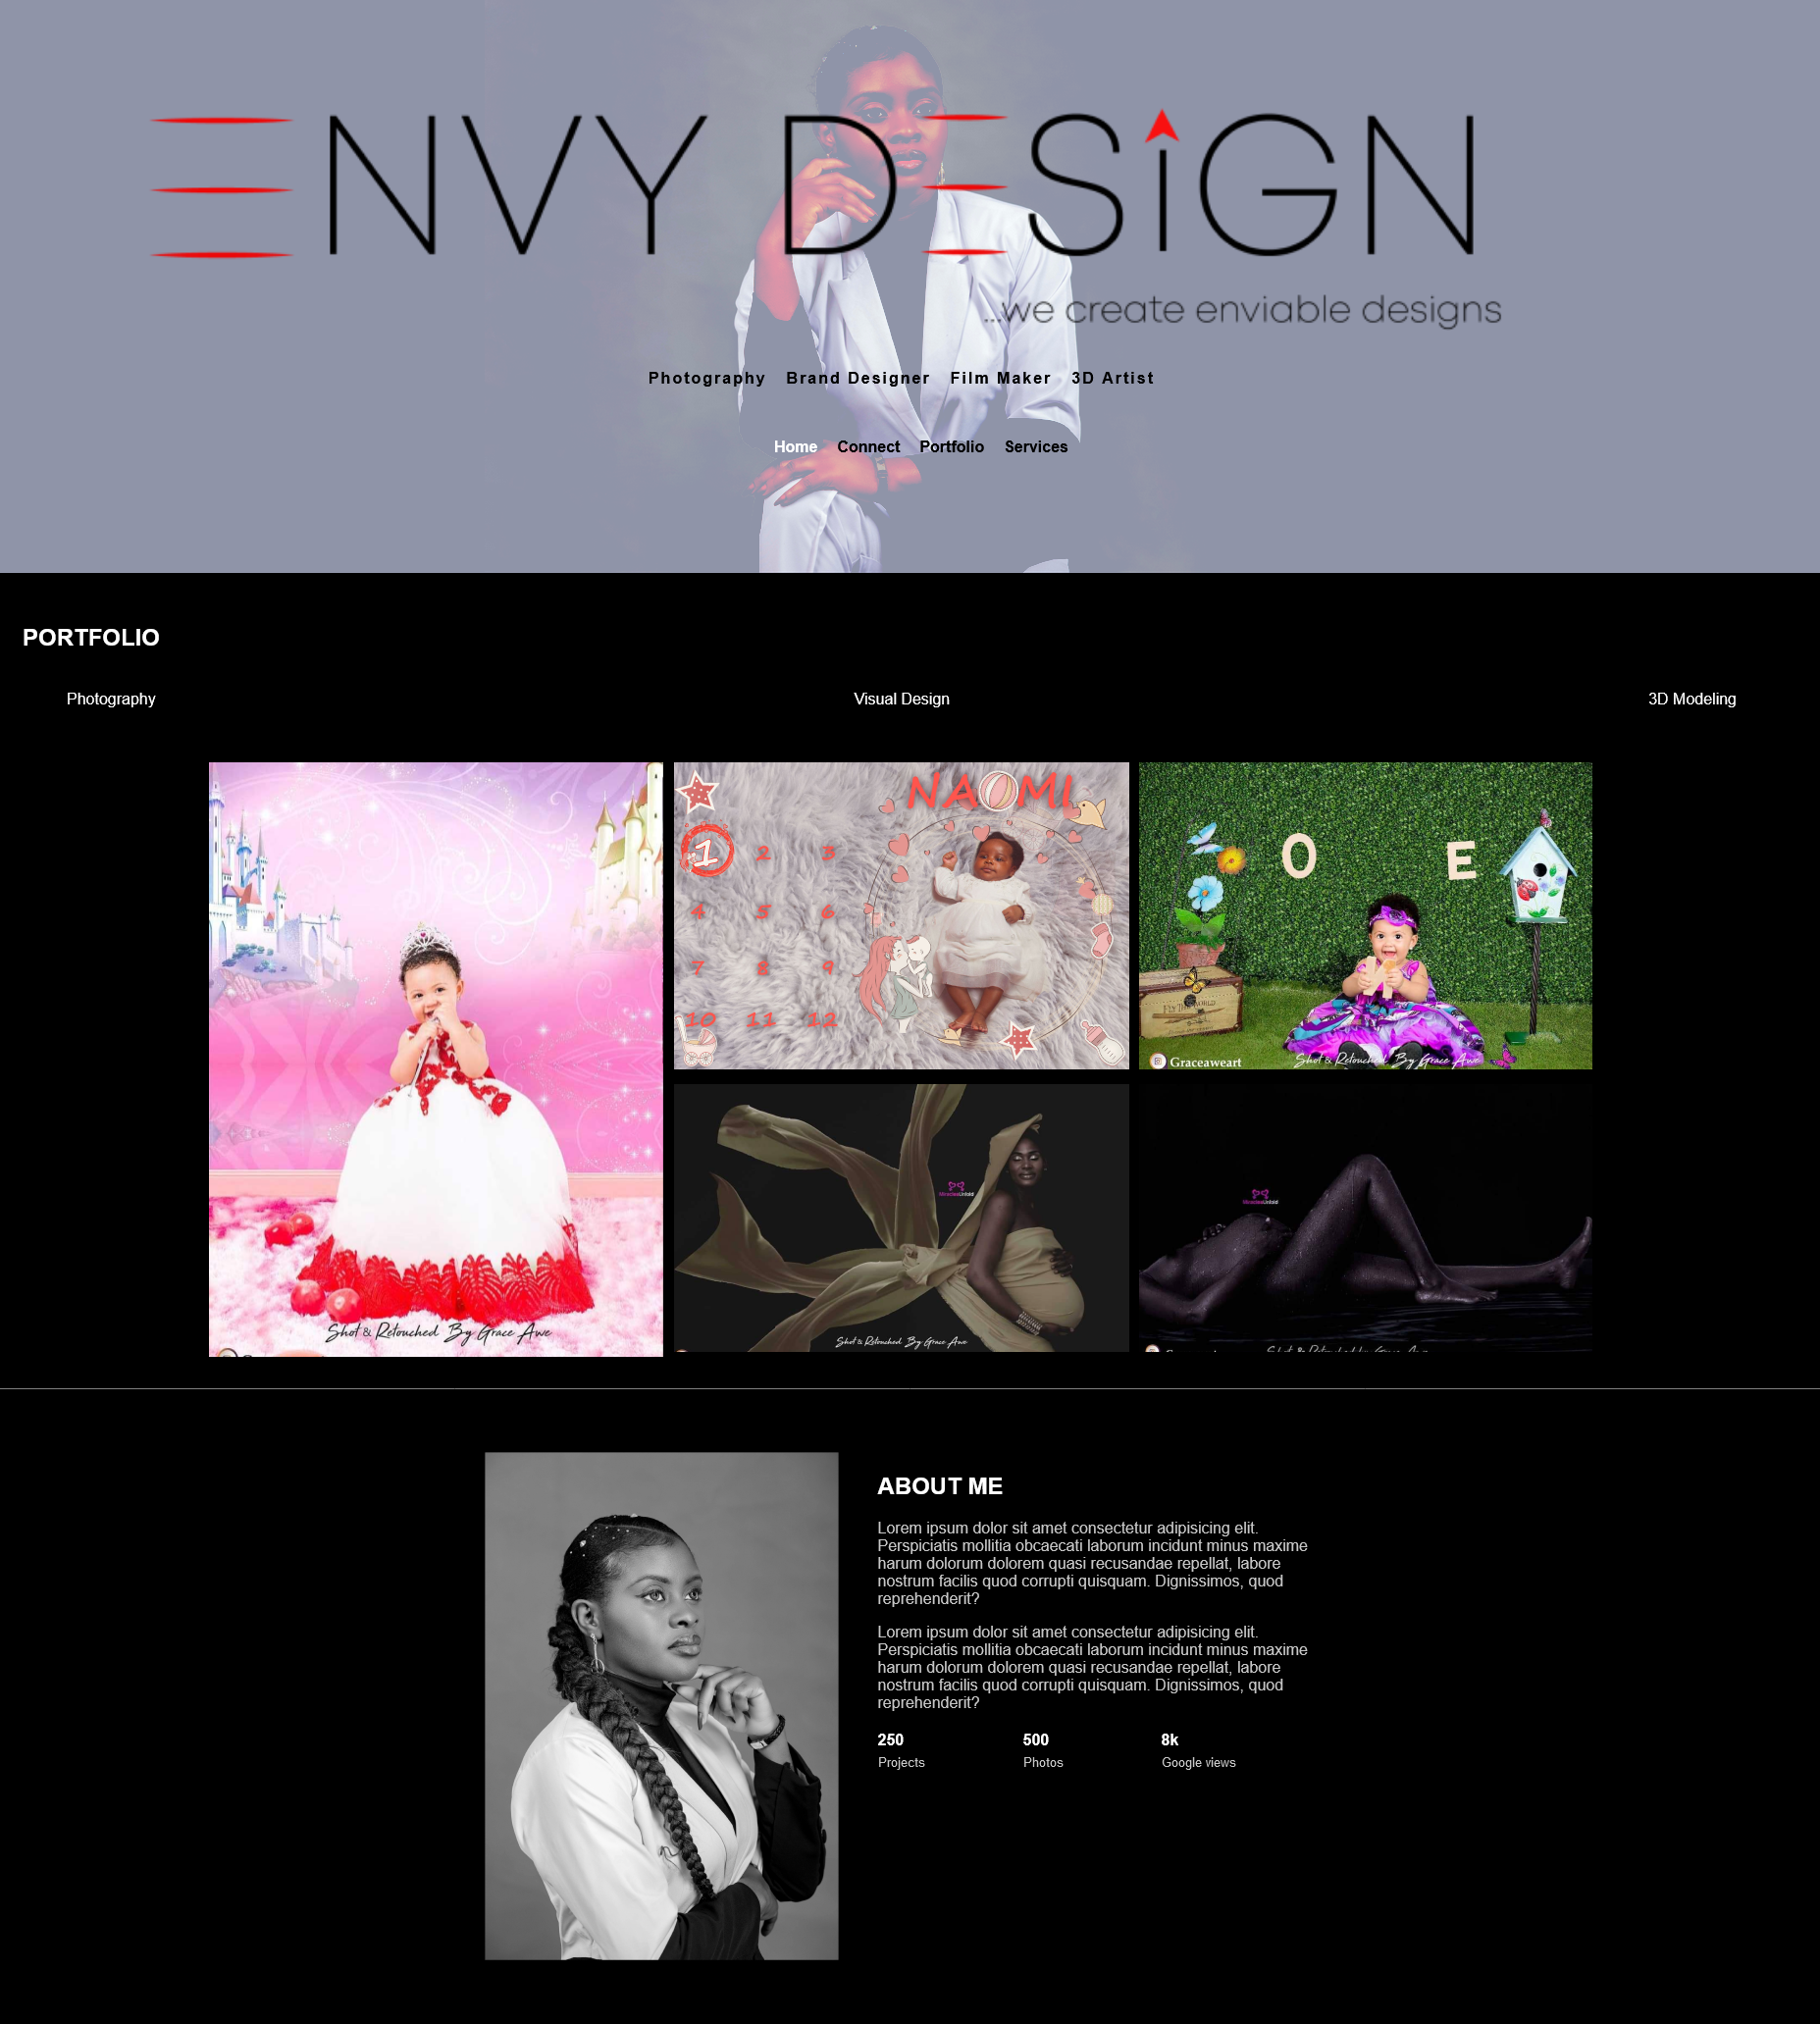 ENVY DESiGN
...we create enviable designs
Photography Brand Designer Film Maker 3D Artist
Home Connect Portfolio Services
PORTFOLIO
Photography Visual Design 3D Modeling
NAOMI
1 2 3
4 5 6
7 8 9
10 11 12
O E
Graceaweart
Shot & Retouched By Grace Awe
Shot & Retouched By Grace Awe
MiraclesUnfold
MiraclesUnfold
Shot & Retouched By Grace Awe
ABOUT ME
Lorem ipsum dolor sit amet consectetur adipisicing elit.
Perspiciatis mollitia obcaecati laborum incidunt minus maxime
harum dolorum dolorem quasi recusandae repellat, labore
nostrum facilis quod corrupti quisquam. Dignissimos, quod
reprehenderit?
Lorem ipsum dolor sit amet consectetur adipisicing elit.
Perspiciatis mollitia obcaecati laborum incidunt minus maxime
harum dolorum dolorem quasi recusandae repellat, labore
nostrum facilis quod corrupti quisquam. Dignissimos, quod
reprehenderit?
250 500 8k
Projects Photos Google views